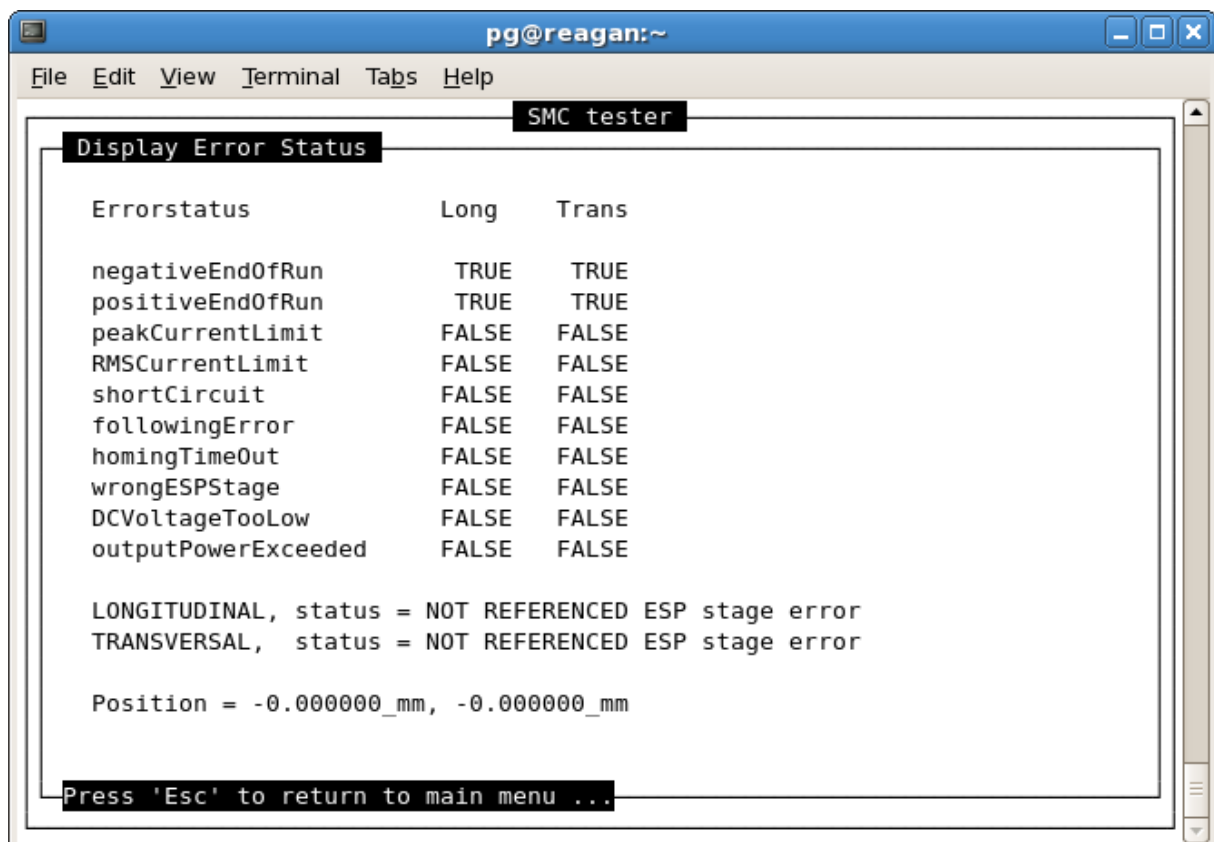 pg@reagan:~
File Edit View Terminal Tabs Help
SMC tester
Display Error Status
Errorstatus Long Trans
negativeEndOfRun TRUE TRUE
positiveEndOfRun TRUE TRUE
peakCurrentLimit FALSE FALSE
RMSCurrentLimit FALSE FALSE
shortCircuit FALSE FALSE
followingError FALSE FALSE
homingTimeOut FALSE FALSE
wrongESPStage FALSE FALSE
DCVoltageTooLow FALSE FALSE
outputPowerExceeded FALSE FALSE
LONGITUDINAL, status = NOT REFERENCED ESP stage error
TRANSVERSAL, status = NOT REFERENCED ESP stage error
Position = -0.000000_mm, -0.000000_mm
Press 'Esc' to return to main menu ...